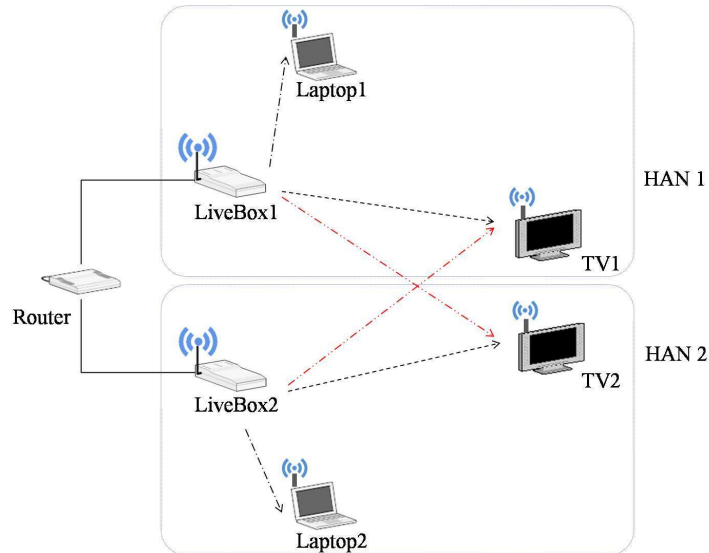 Laptop1
HAN 1
LiveBox1
TV1
Router
HAN 2
TV2
LiveBox2
Laptop2